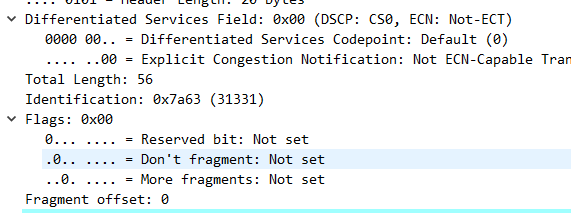 .... 0101 = Header Length: 20 bytes
Differentiated Services Field: 0x00 (DSCP: CS0, ECN: Not-ECT)
0000 00.. = Differentiated Services Codepoint: Default (0)
.... ..00 = Explicit Congestion Notification: Not ECN-Capable Tran
Total Length: 56
Identification: 0x7a63 (31331)
Flags: 0x00
0... .... = Reserved bit: Not set
.0.. .... = Don't fragment: Not set
..0. .... = More fragments: Not set
Fragment offset: 0